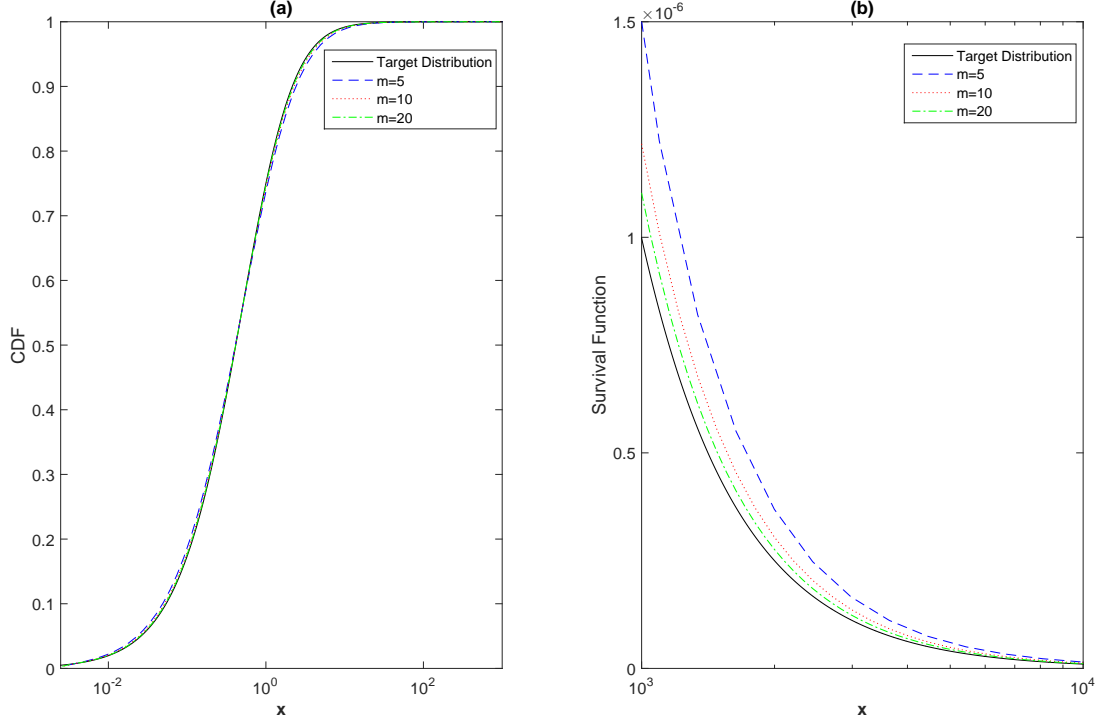 (a)
CDF
1
0.9
0.8
0.7
0.6
0.5
0.4
0.3
0.2
0.1
0
10^-2
10^0
10^2
x
Target Distribution
m=5
m=10
m=20
(b)
×10^-6
Survival Function
1.5
1
0.5
0
10^3
10^4
x
Target Distribution
m=5
m=10
m=20